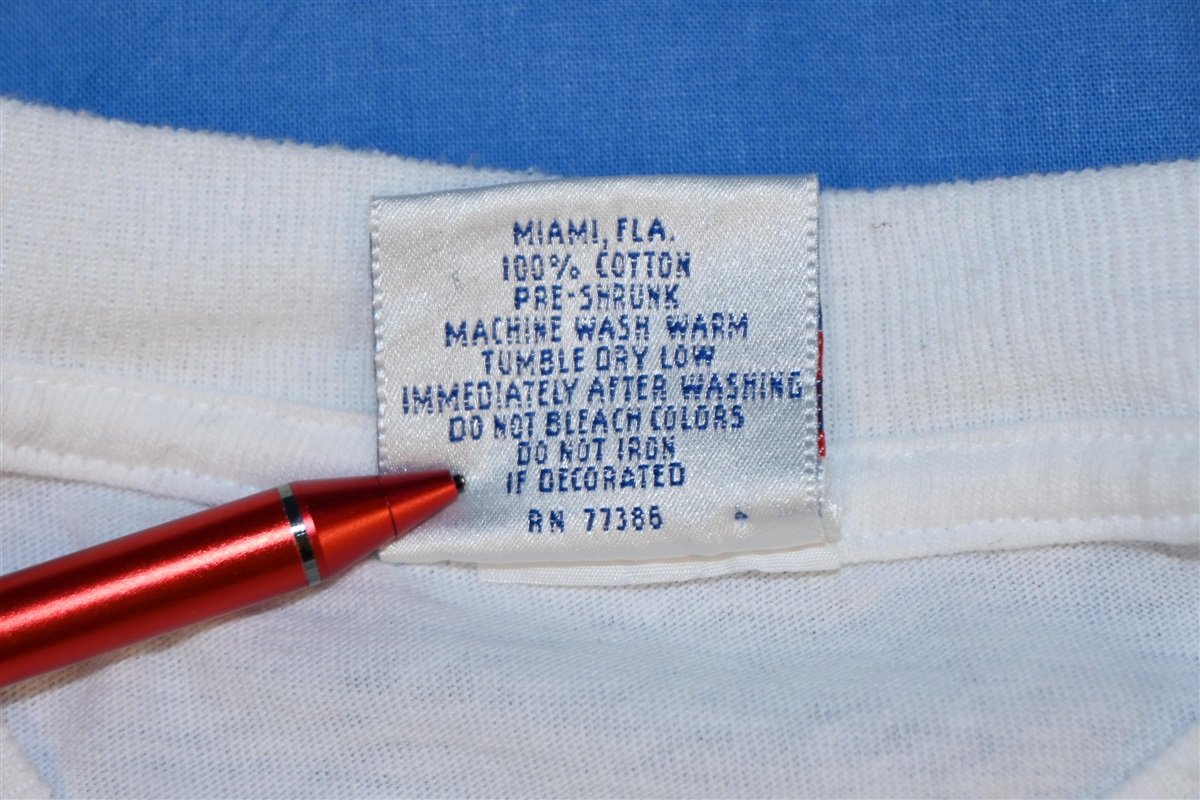 MIAMI, FLA.
100% COTTON
PRE-SHRUNK
MACHINE WASH WARM
TUMBLE DRY LOW
IMMEDIATELY AFTER WASHING
DO NOT BLEACH COLORS
DO NOT IRON
IF DECORATED
RN 77386